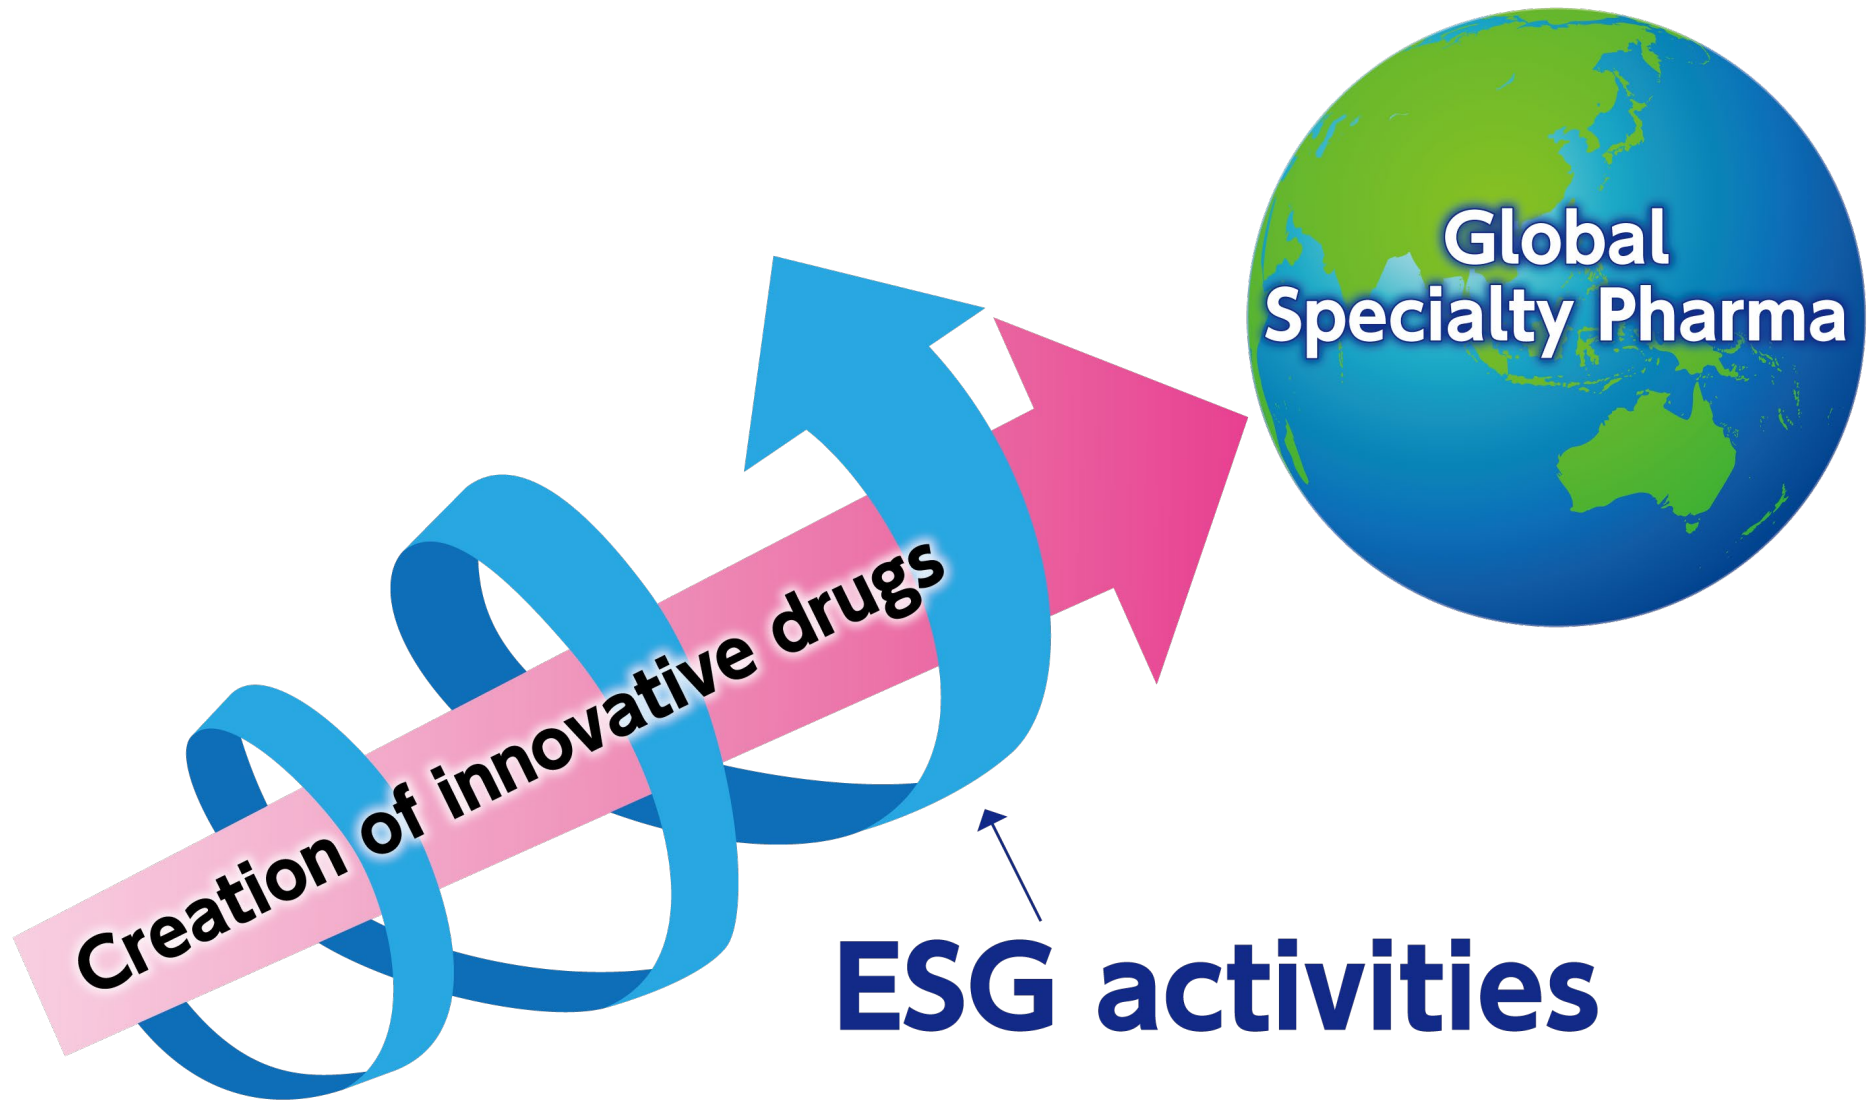 Global
Specialty Pharma
Creation of innovative drugs
ESG activities